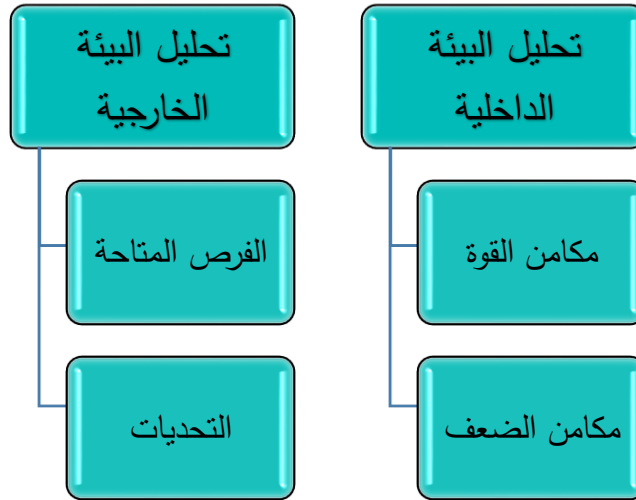 تحليل البيئة
الداخلية
مكامن القوة
مكامن الضعف
تحليل البيئة
الخارجية
الفرص المتاحة
التحديات